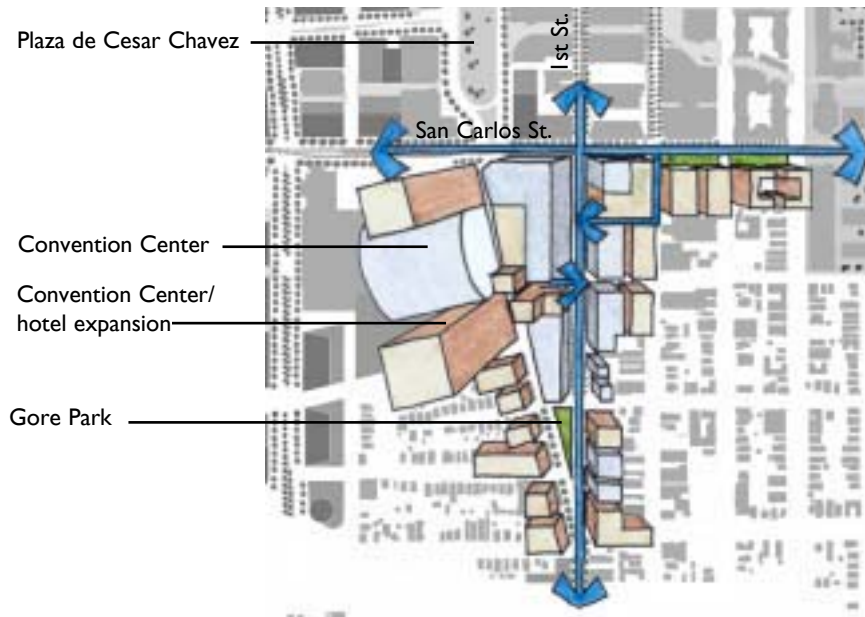 Plaza de Cesar Chavez
1st St.
San Carlos St.
Convention Center
Convention Center/
hotel expansion
Gore Park